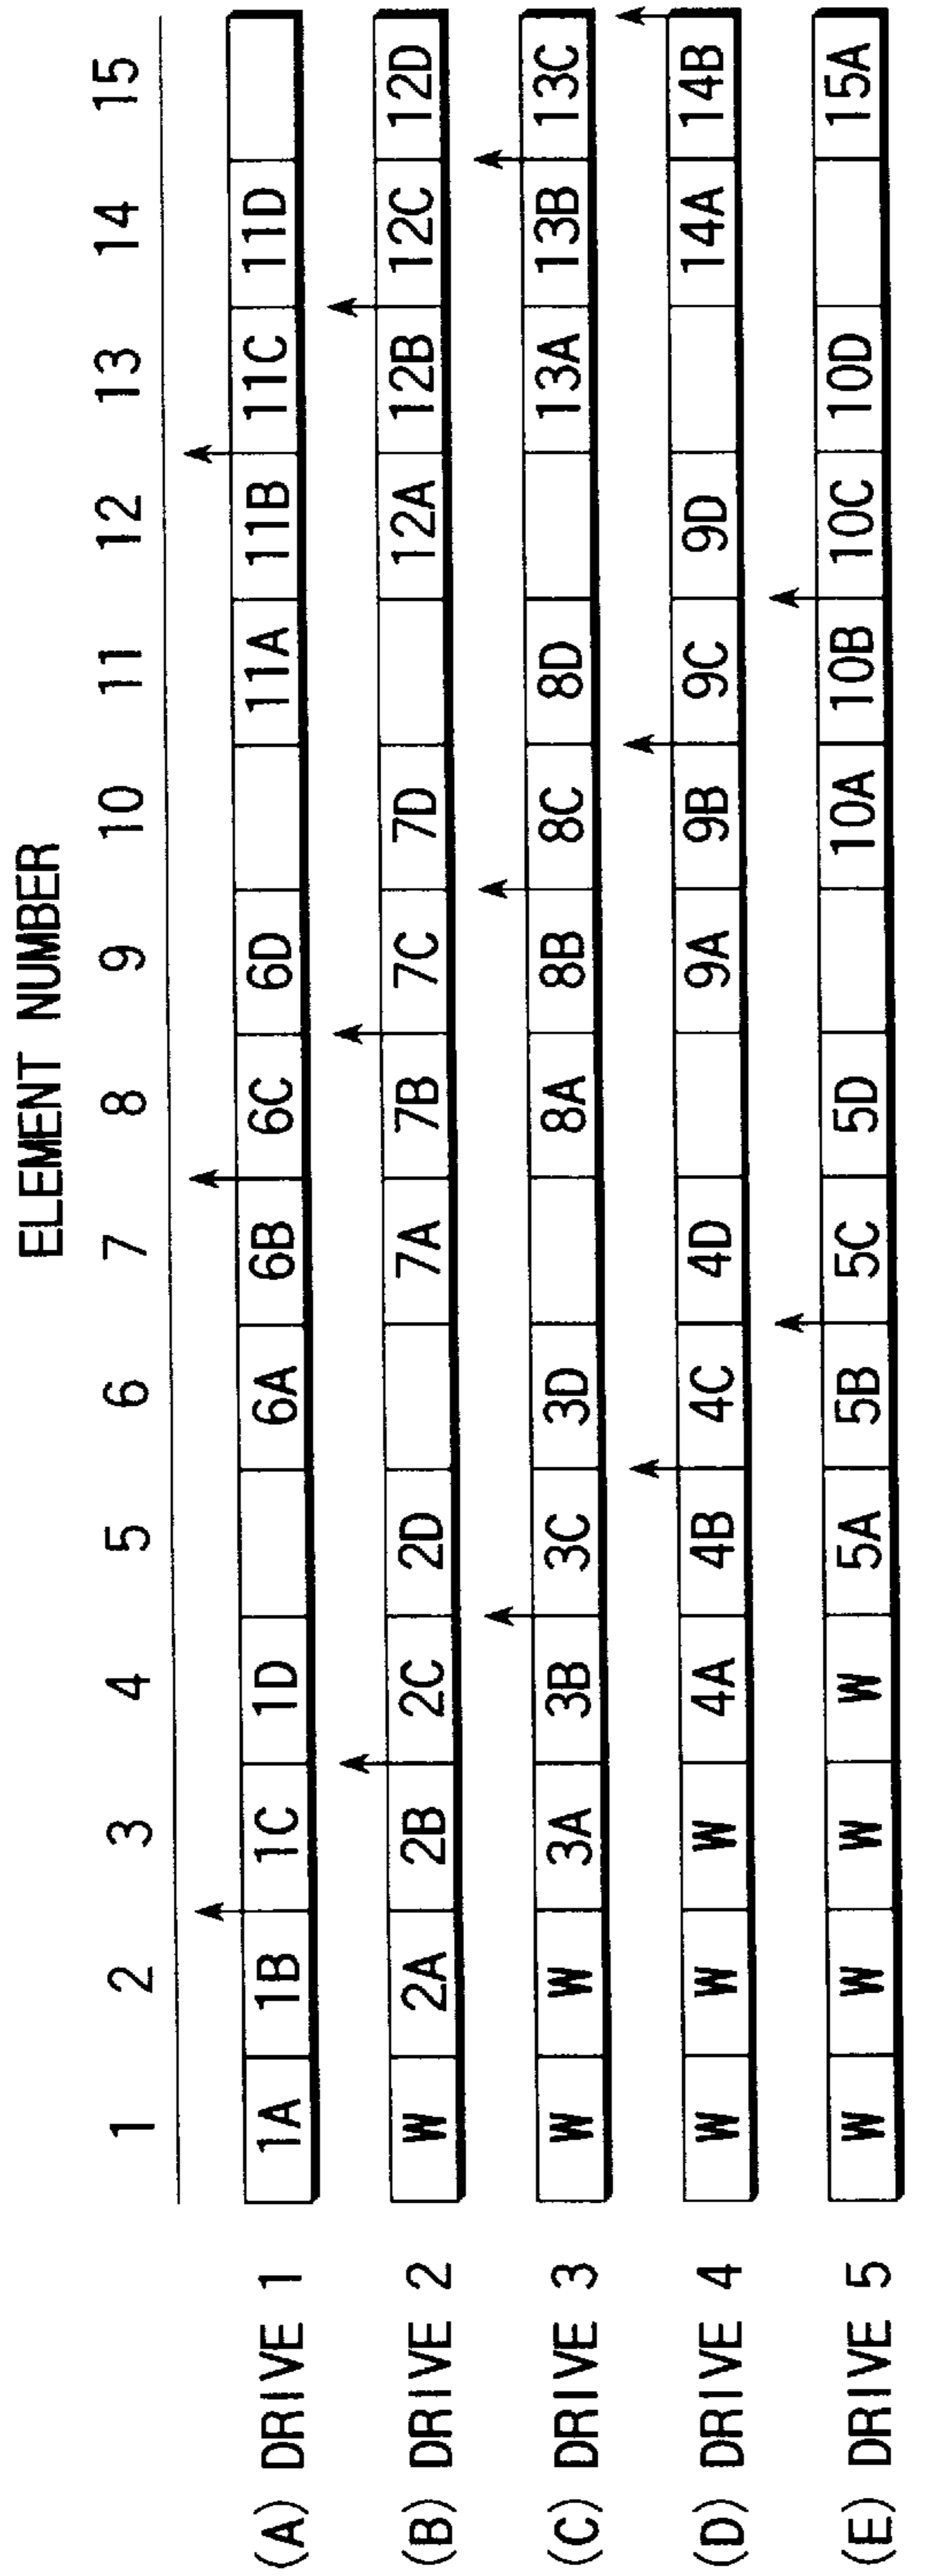 ELEMENT NUMBER
1 2 3 4 5 6 7 8 9 10 11 12 13 14 15
(A) DRIVE 1 1A 1B 1C 1D 6A 6B 6C 6D 11A 11B 11C 11D
(B) DRIVE 2 W 2A 2B 2C 2D 7A 7B 7C 7D 12A 12B 12C 12D
(C) DRIVE 3 W W 3A 3B 3C 3D 8A 8B 8C 8D 13A 13B 13C
(D) DRIVE 4 W W W 4A 4B 4C 4D 9A 9B 9C 9D 14A 14B
(E) DRIVE 5 W W W W 5A 5B 5C 5D 10A 10B 10C 10D 15A